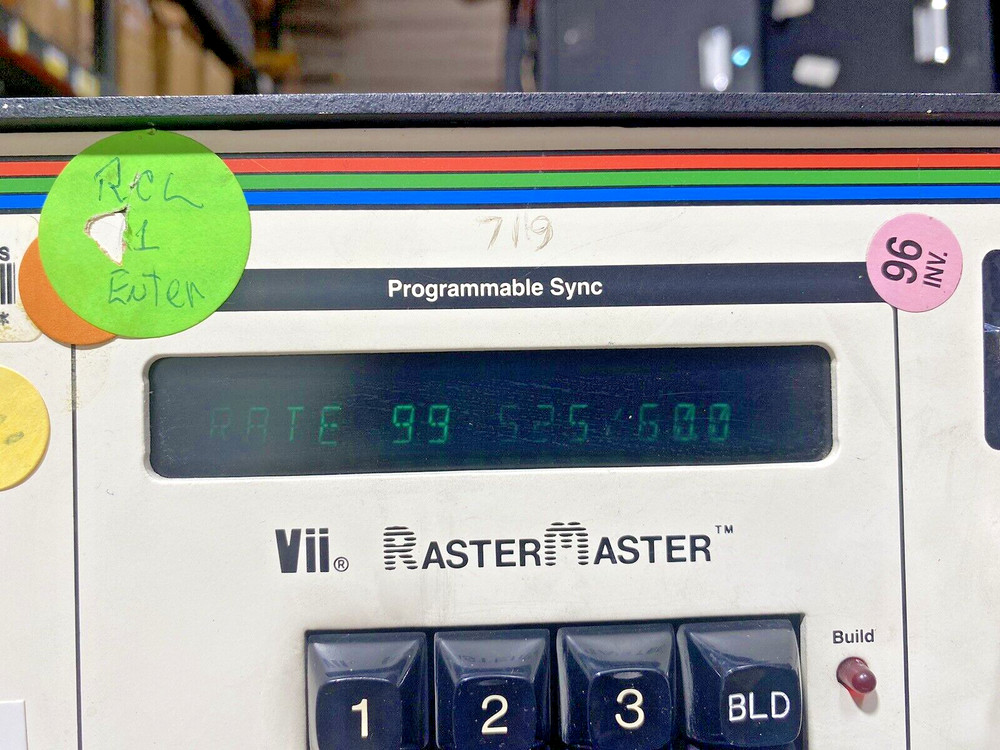 RCL
1
Enter
719
Programmable Sync
96
INV.
S
*
RATE 99 525/60.0
Vii® RASTERMASTER™
Build
1 2 3 BLD